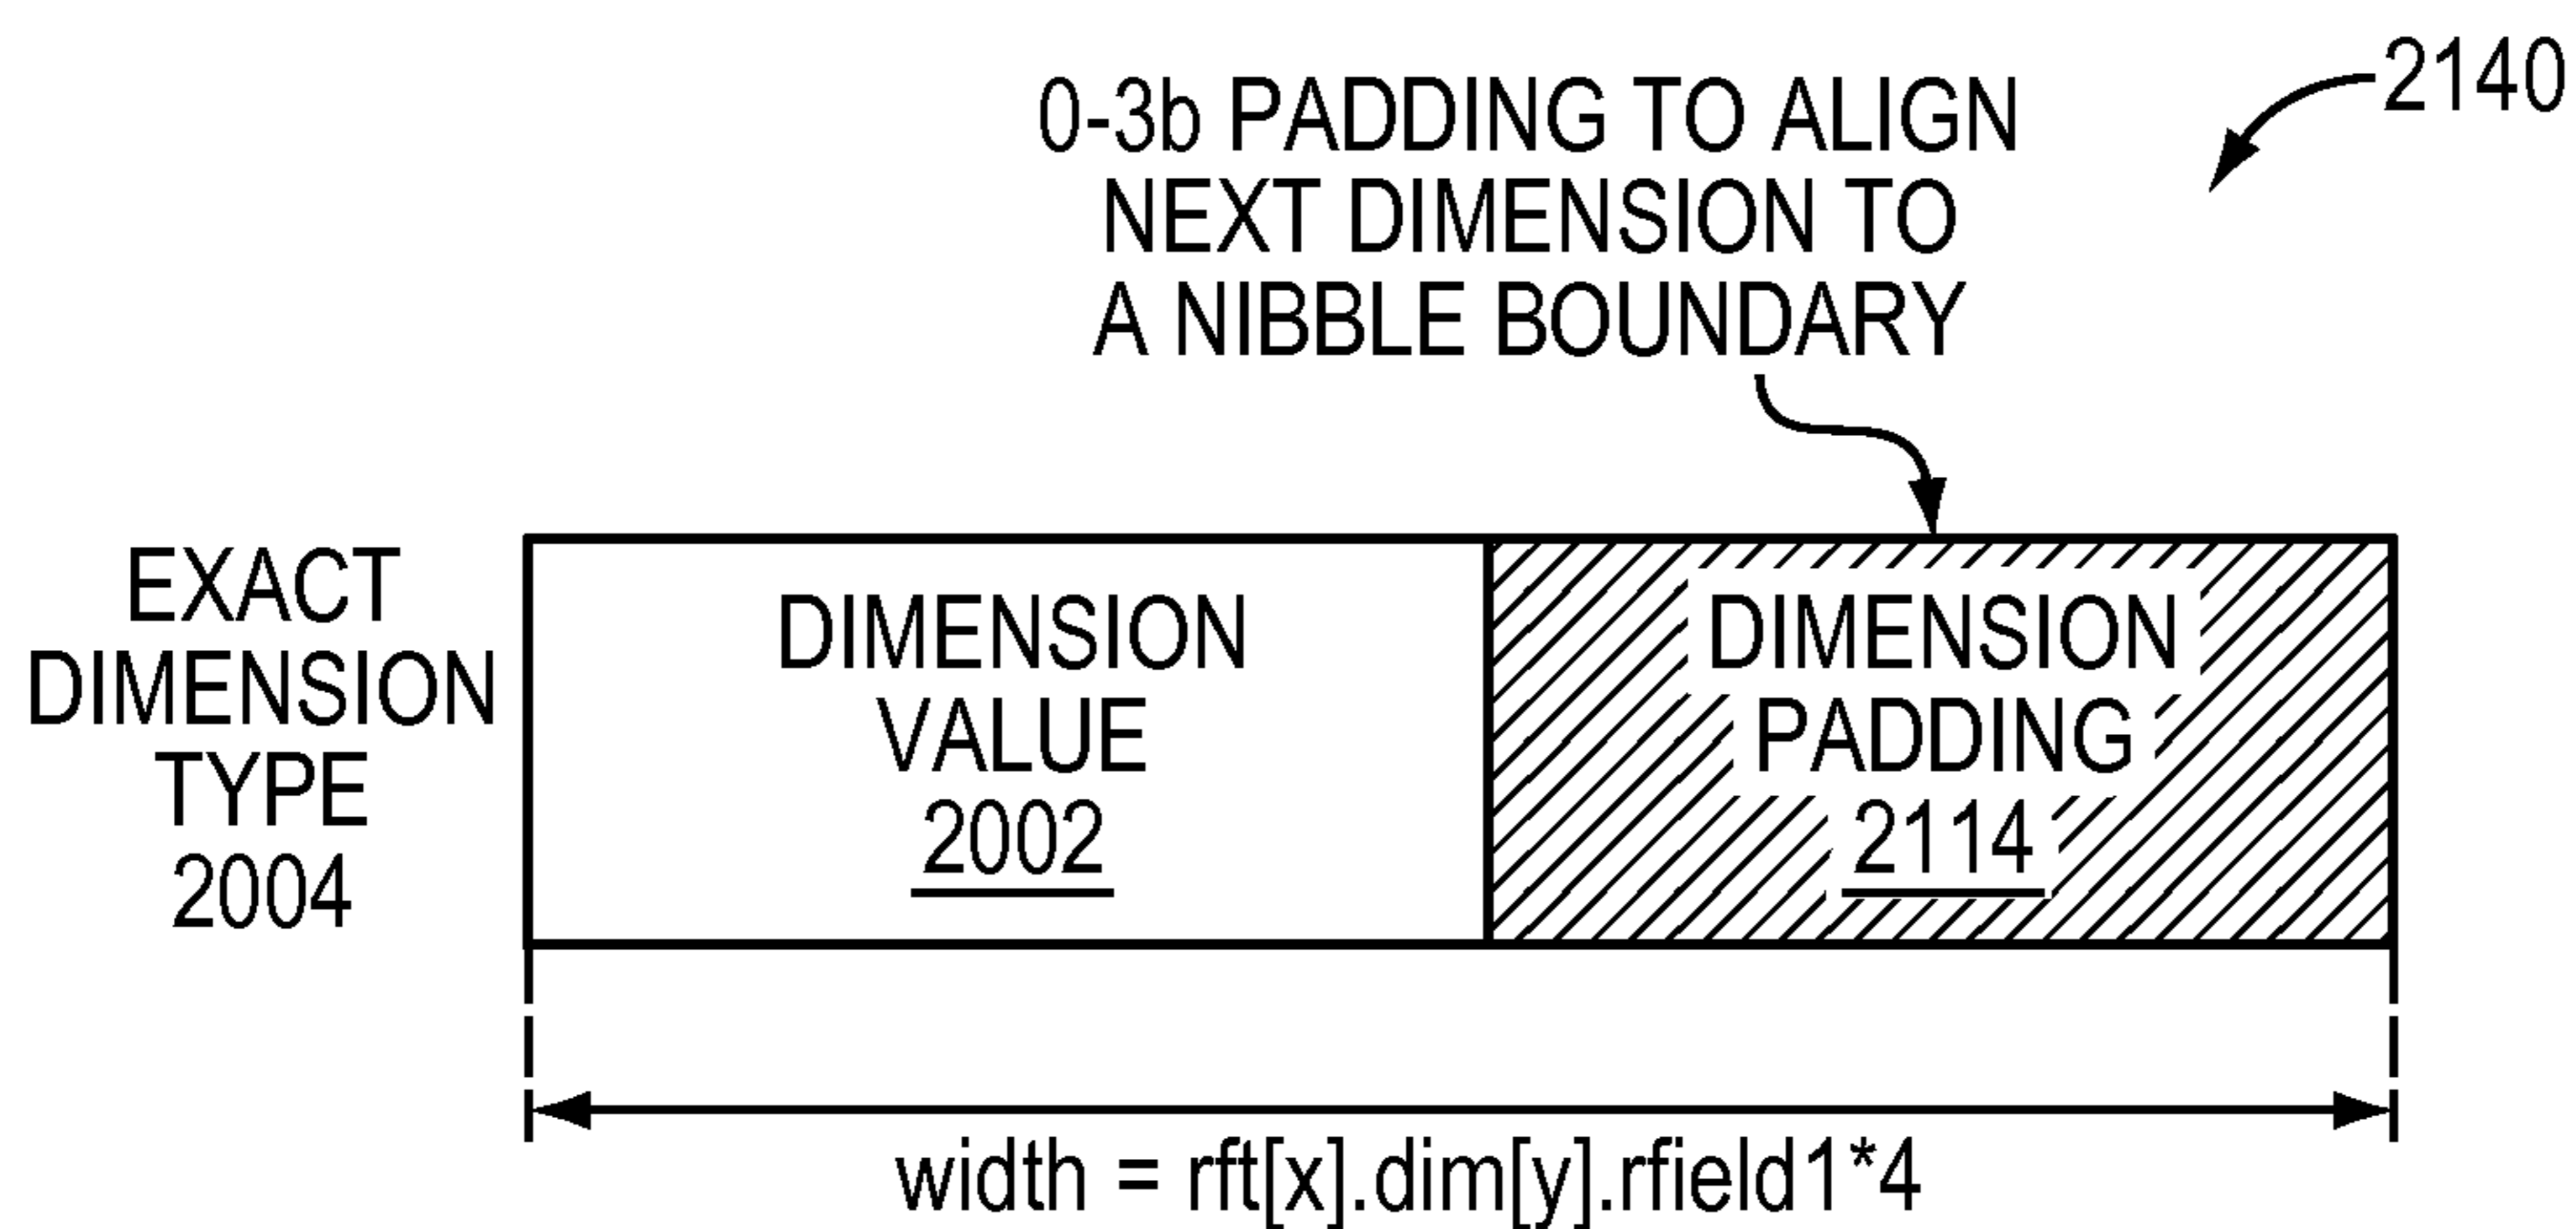 2140
0-3b PADDING TO ALIGN
NEXT DIMENSION TO
A NIBBLE BOUNDARY
EXACT
DIMENSION
TYPE
2004
DIMENSION
VALUE
2002
DIMENSION
PADDING
2114
width = rft[x].dim[y].rfield1*4